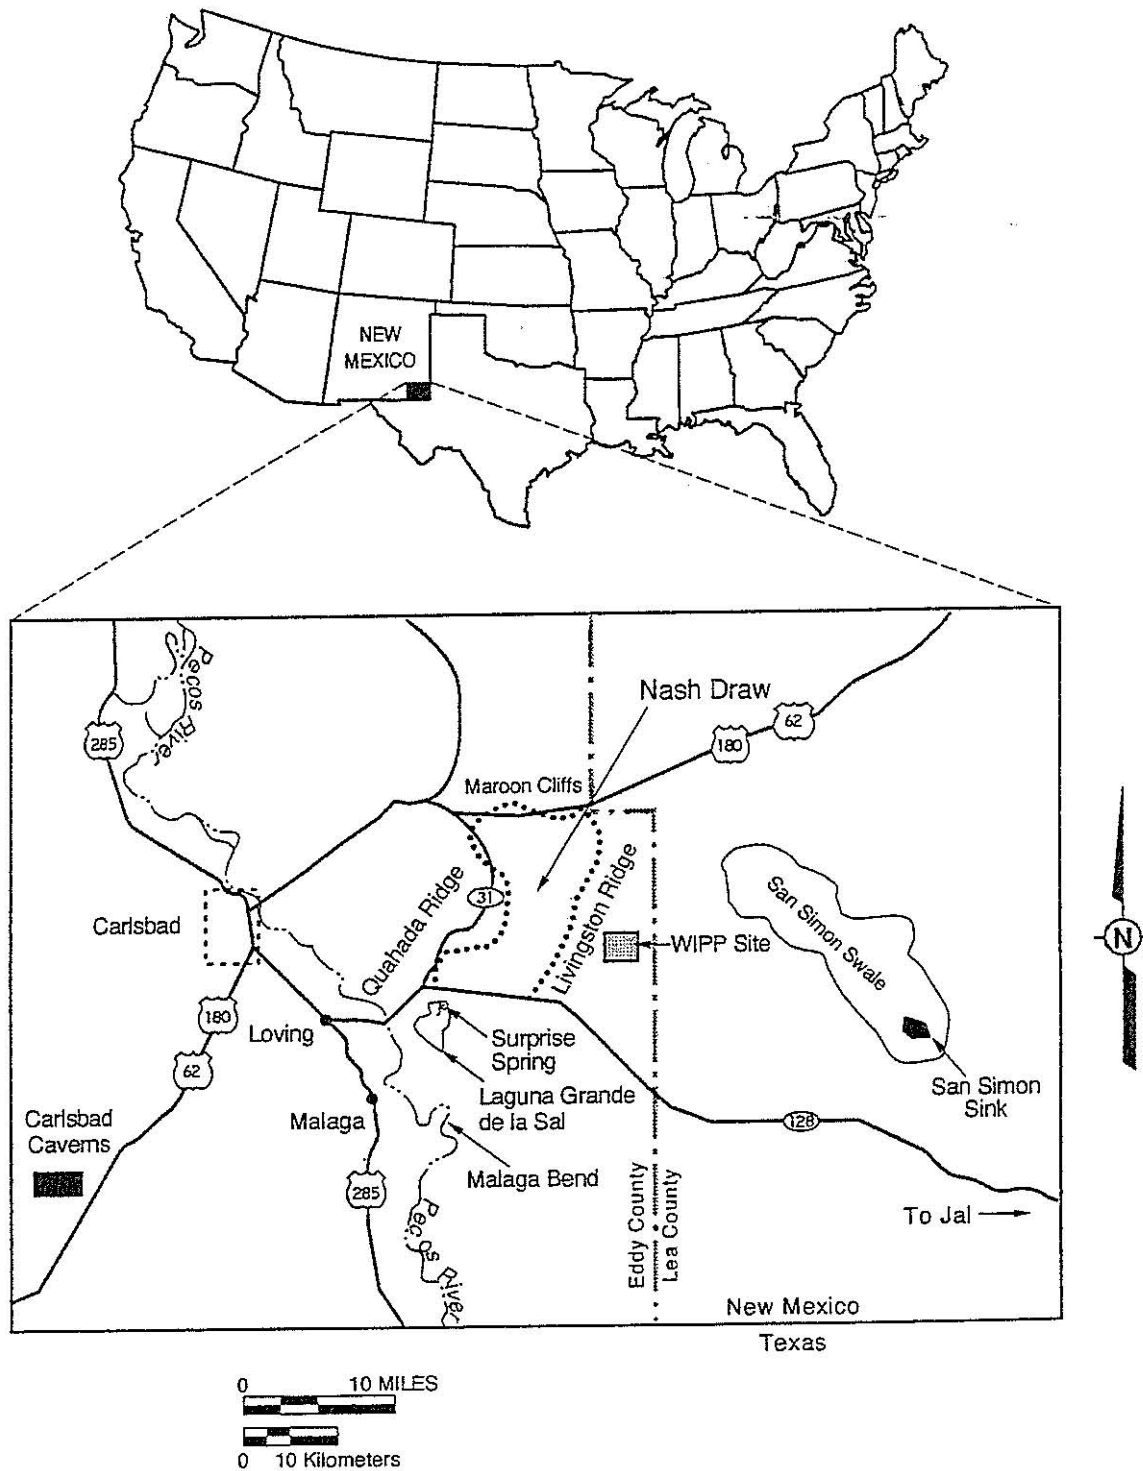 NEW
MEXICO
Pecos River
285
Nash Draw
62
180
Maroon Cliffs
Quahada Ridge
31
Livingston Ridge
San Simon Swale
Carlsbad
WIPP Site
N
180
Loving
Surprise
Spring
62
San Simon
Sink
Laguna Grande
de la Sal
Carlsbad
Caverns
Malaga
128
Malaga Bend
285
Eddy County
Lea County
To Jal
Pecos River
New Mexico
Texas
0 10 MILES
0 10 Kilometers